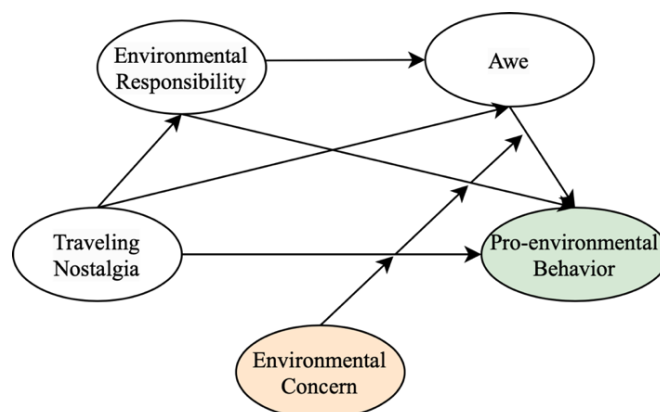 Environmental
Responsibility
Awe
Traveling
Nostalgia
Pro-environmental
Behavior
Environmental
Concern